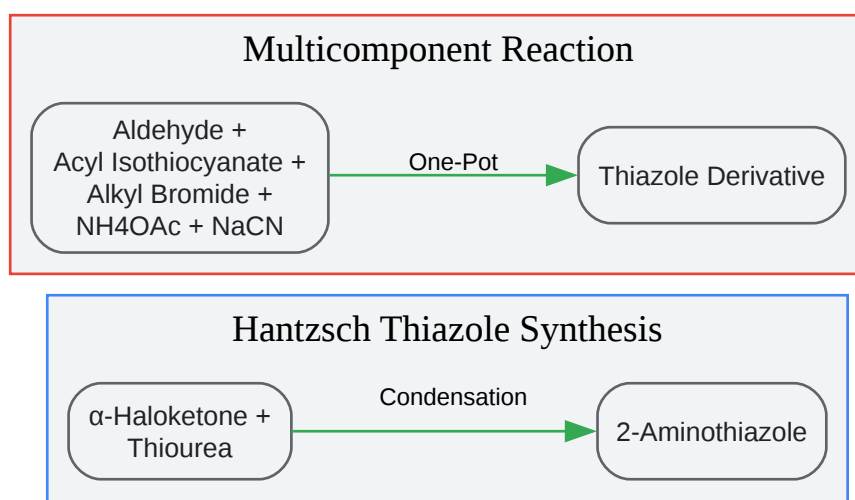 Multicomponent Reaction
Aldehyde +
Acyl Isothiocyanate +
Alkyl Bromide +
NH4OAc + NaCN
One-Pot
Thiazole Derivative
Hantzsch Thiazole Synthesis
α-Haloketone +
Thiourea
Condensation
2-Aminothiazole